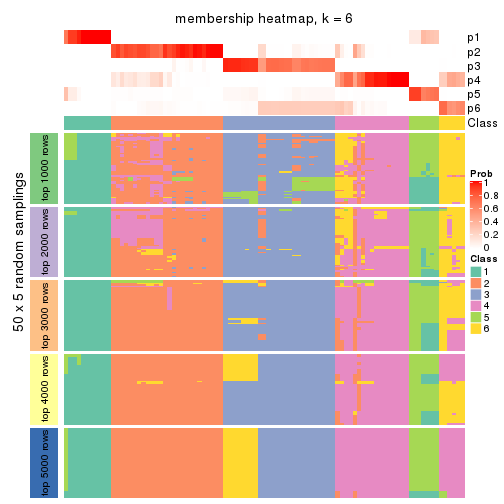 membership heatmap, k = 6
p1
p2
p3
p4
p5
p6
Class
50 x 5 random samplings
top 1000 rows
top 2000 rows
top 3000 rows
top 4000 rows
top 5000 rows
Prob
1
0.8
0.6
0.4
0.2
0
Class
1
2
3
4
5
6